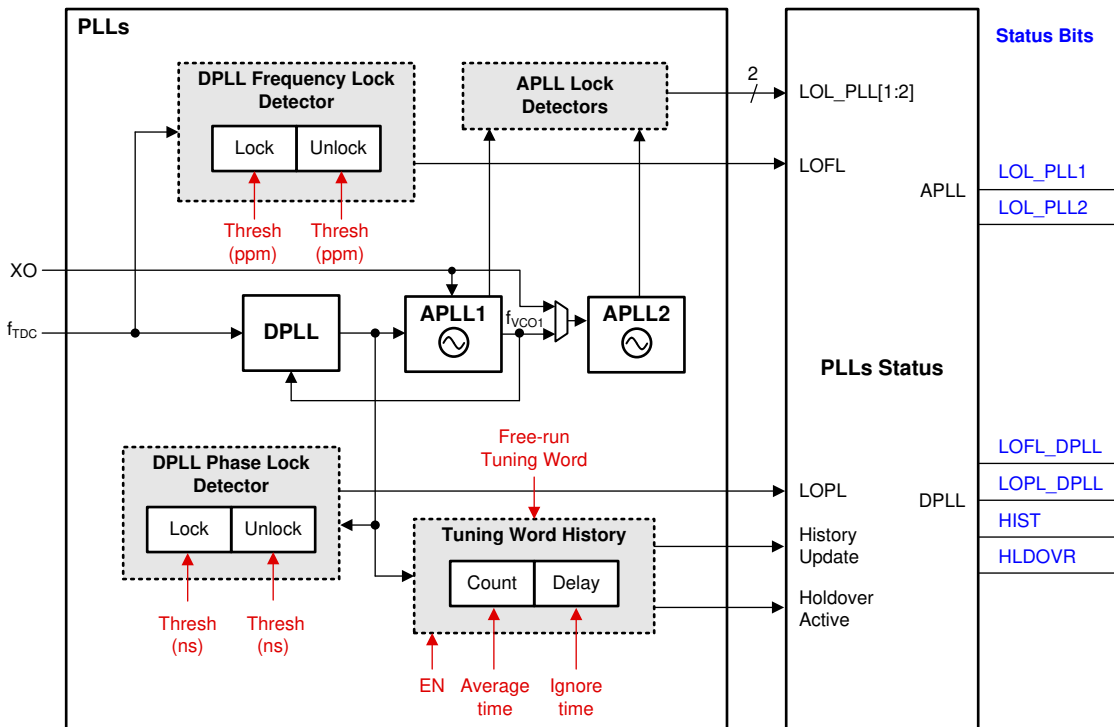 PLLs
Status Bits
DPLL Frequency Lock
Detector
Lock
Unlock
Thresh
(ppm)
Thresh
(ppm)
APLL Lock
Detectors
2
LOL_PLL[1:2]
LOFL
APLL
LOL_PLL1
LOL_PLL2
XO
fTDC
DPLL
APLL1
fVCO1
APLL2
PLLs Status
Free-run
Tuning Word
DPLL Phase Lock
Detector
Lock
Unlock
Thresh
(ns)
Thresh
(ns)
Tuning Word History
Count
Delay
EN
Average
time
Ignore
time
LOPL
History
Update
Holdover
Active
DPLL
LOFL_DPLL
LOPL_DPLL
HIST
HLDOVR